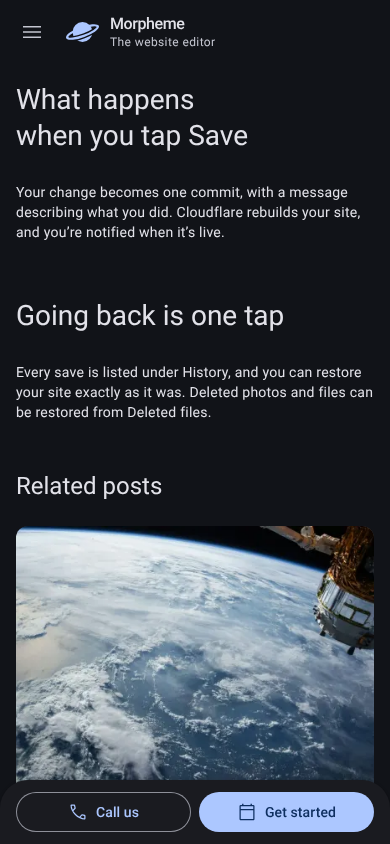 Morpheme
The website editor
What happens
when you tap Save
Your change becomes one commit, with a message
describing what you did. Cloudflare rebuilds your site,
and you’re notified when it’s live.
Going back is one tap
Every save is listed under History, and you can restore
your site exactly as it was. Deleted photos and files can
be restored from Deleted files.
Related posts
Call us
Get started